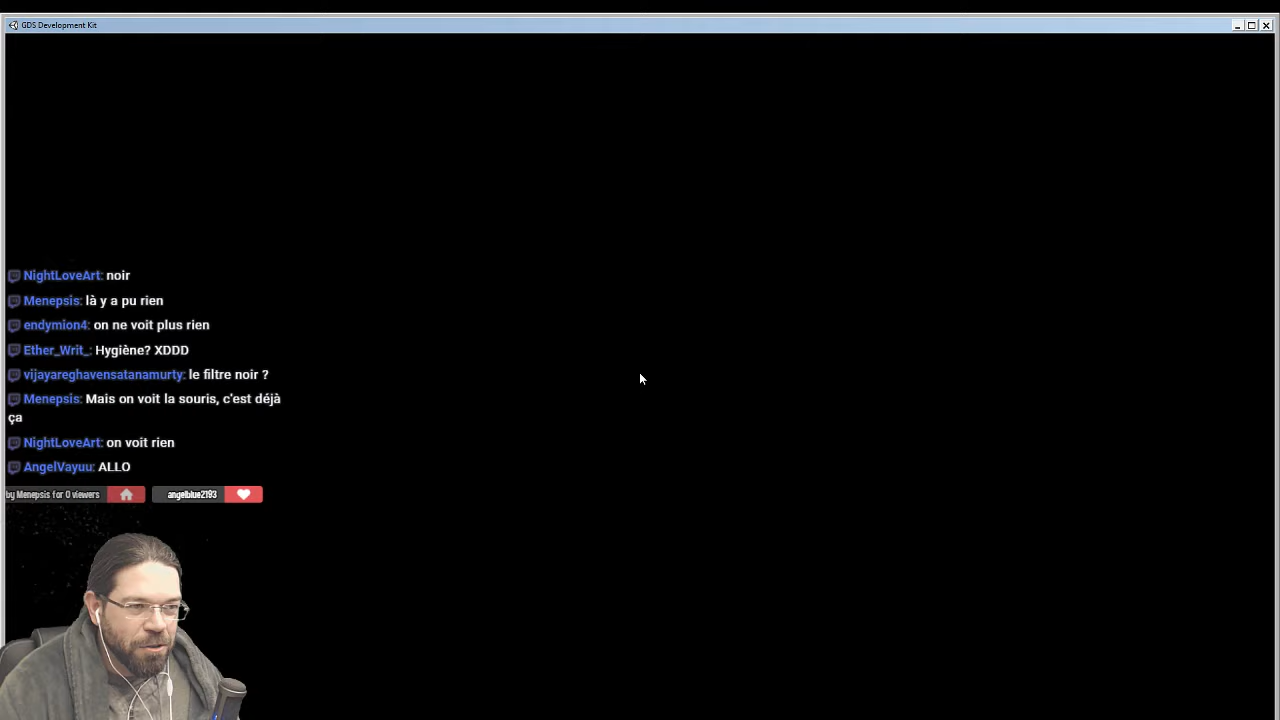 GDS Development Kit
NightLoveArt: noir
Menepsis: là y a pu rien
endymion4: on ne voit plus rien
Ether_Writ_: Hygiène? XDDD
vijayareghavensatanamurty: le filtre noir ?
Menepsis: Mais on voit la souris, c'est déjà
ça
NightLoveArt: on voit rien
AngelVayuu: ALLO
by Menepsis for 0 viewers angelblue2193